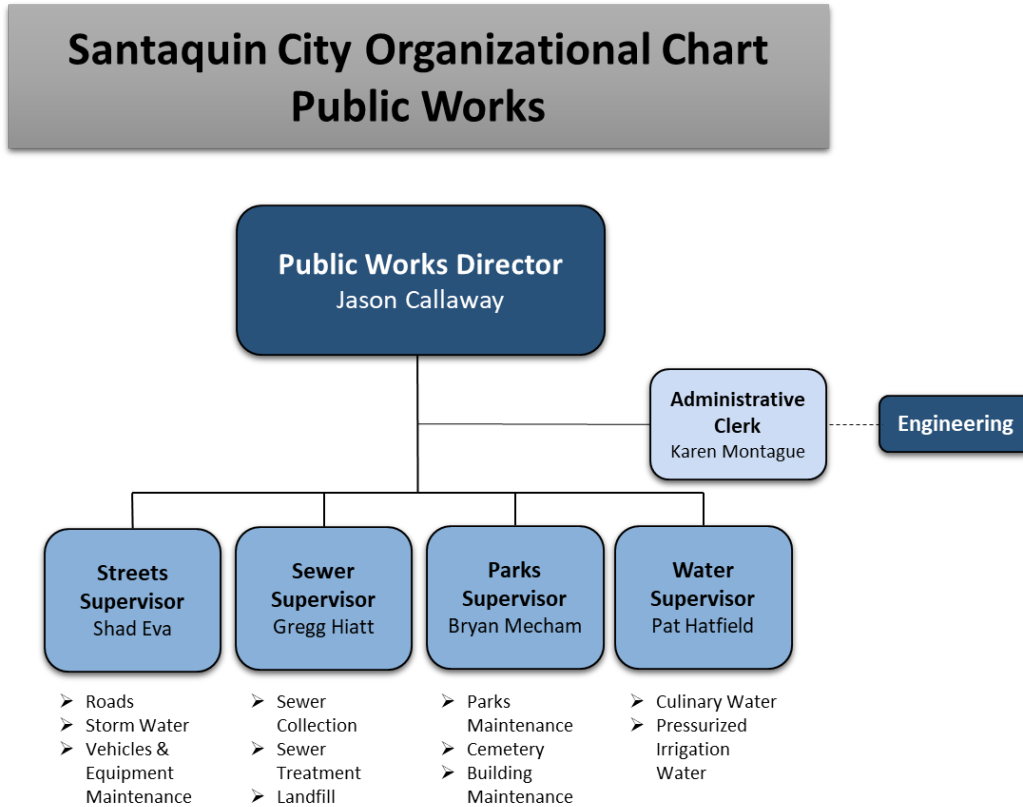 Santaquin City Organizational Chart
Public Works
Public Works Director
Jason Callaway
Administrative
Clerk
Karen Montague
Engineering
Streets
Supervisor
Shad Eva
Sewer
Supervisor
Gregg Hiatt
Parks
Supervisor
Bryan Mecham
Water
Supervisor
Pat Hatfield
➢ Roads
➢ Storm Water
➢ Vehicles &
Equipment
Maintenance
➢ Sewer
Collection
➢ Sewer
Treatment
➢ Landfill
➢ Parks
Maintenance
➢ Cemetery
➢ Building
Maintenance
➢ Culinary Water
➢ Pressurized
Irrigation
Water